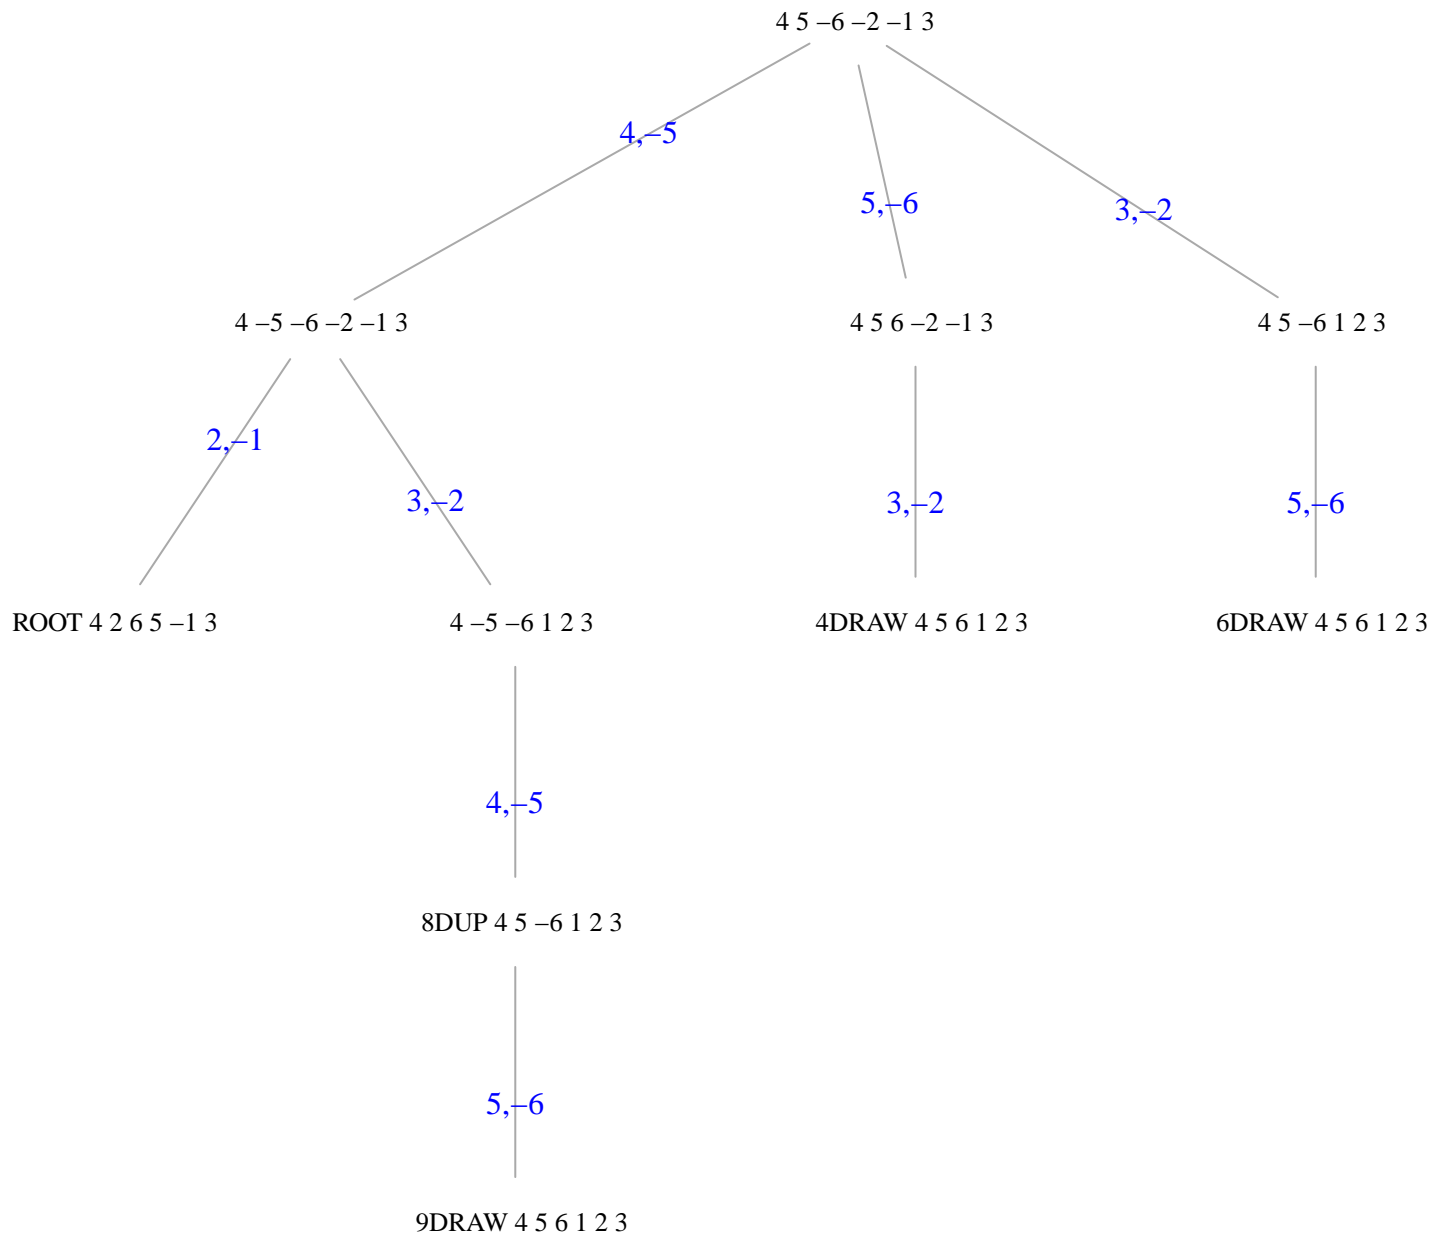 4 5 –6 –2 –1 3
4,–5
5,–6
3,–2
4 –5 –6 –2 –1 3
4 5 6 –2 –1 3
4 5 –6 1 2 3
2,–1
3,–2
3,–2
5,–6
ROOT 4 2 6 5 –1 3
4 –5 –6 1 2 3
4DRAW 4 5 6 1 2 3
6DRAW 4 5 6 1 2 3
4,–5
8DUP 4 5 –6 1 2 3
5,–6
9DRAW 4 5 6 1 2 3